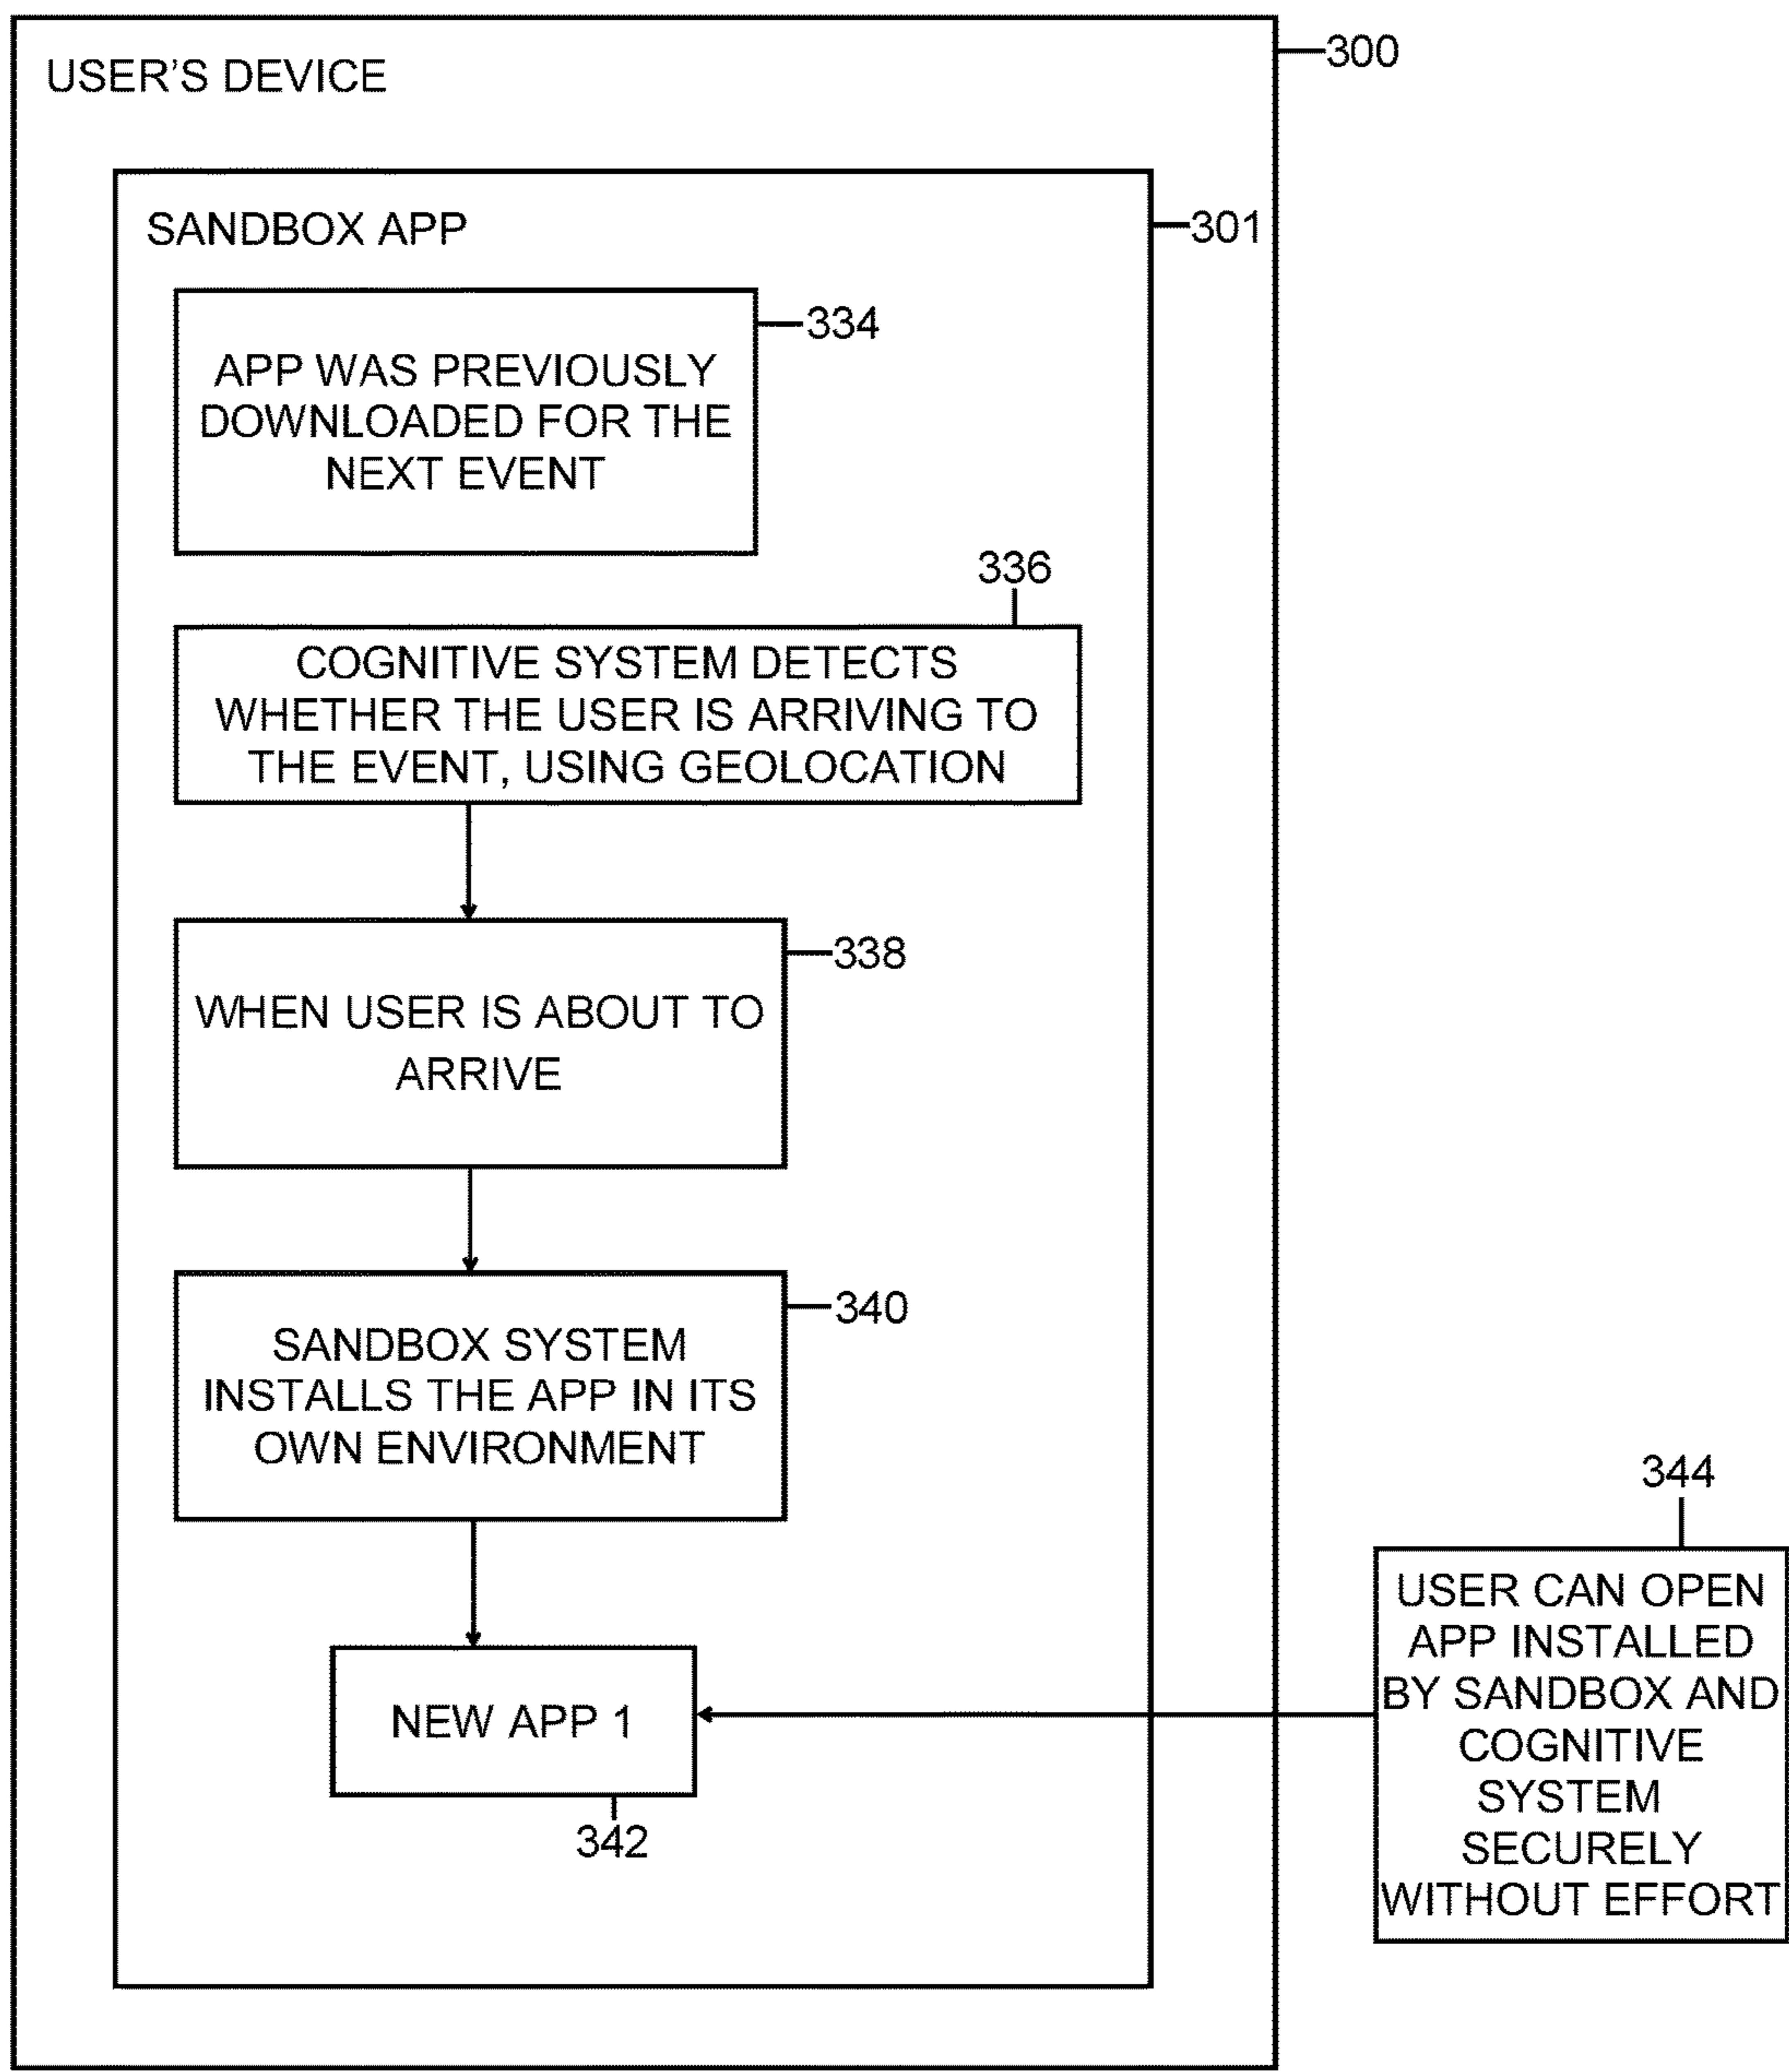 USER'S DEVICE
300
SANDBOX APP
301
334
APP WAS PREVIOUSLY
DOWNLOADED FOR THE
NEXT EVENT
336
COGNITIVE SYSTEM DETECTS
WHETHER THE USER IS ARRIVING TO
THE EVENT, USING GEOLOCATION
338
WHEN USER IS ABOUT TO
ARRIVE
340
SANDBOX SYSTEM
INSTALLS THE APP IN ITS
OWN ENVIRONMENT
344
USER CAN OPEN
APP INSTALLED
BY SANDBOX AND
COGNITIVE
SYSTEM
SECURELY
WITHOUT EFFORT
NEW APP 1
342